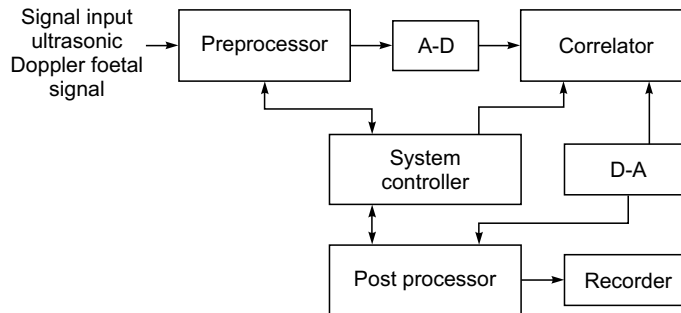 Signal input
ultrasonic
Doppler foetal
signal
Preprocessor
A-D
Correlator
System
controller
D-A
Post processor
Recorder